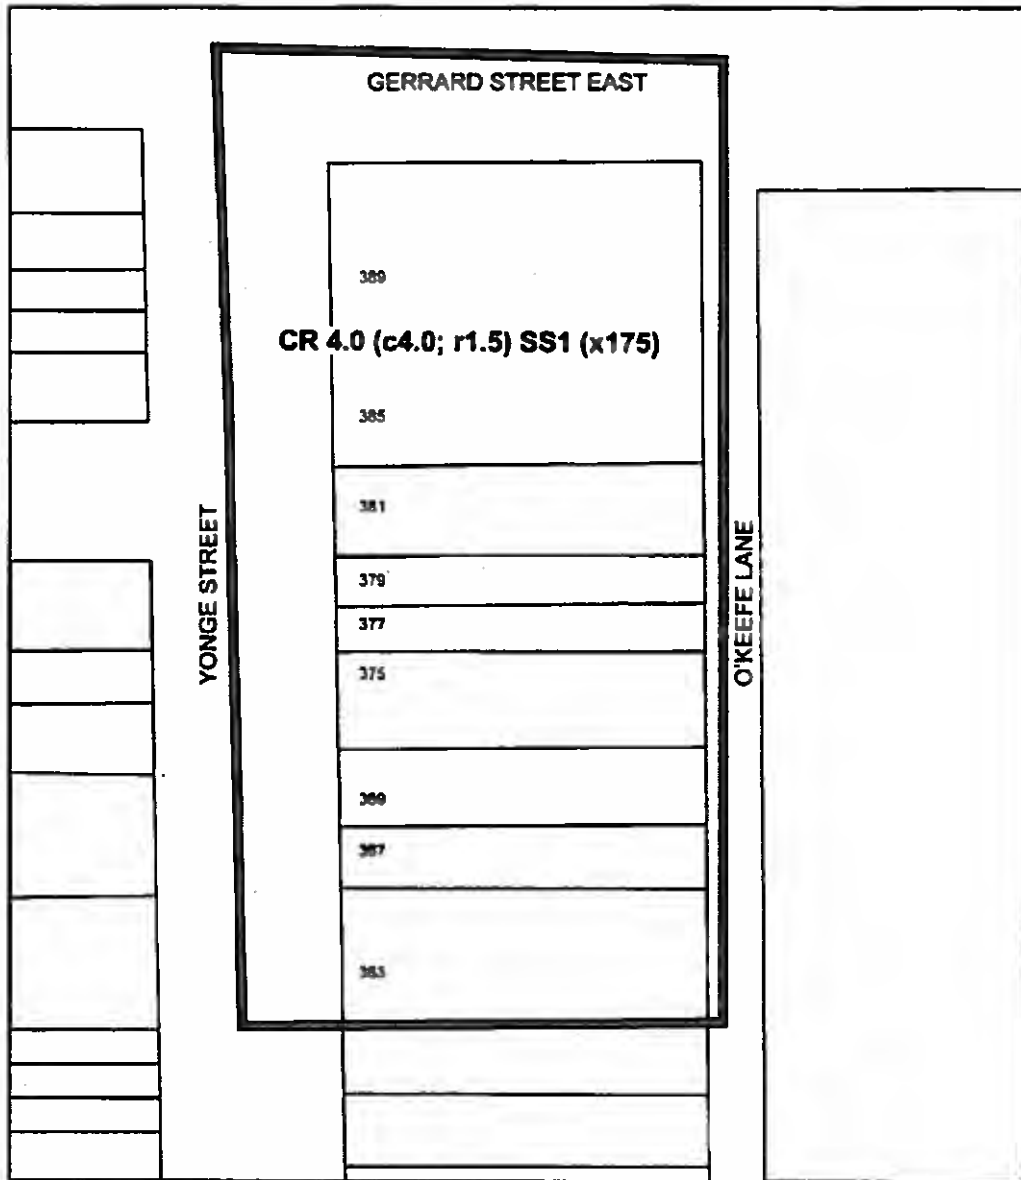 GERRARD STREET EAST
389
CR 4.0 (c4.0; r1.5) SS1 (x175)
385
381
379
377
375
369
367
363
YONGE STREET
O'KEEFE LANE